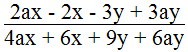 2ax - 2x - 3y + 3ay
4ax + 6x + 9y + 6ay